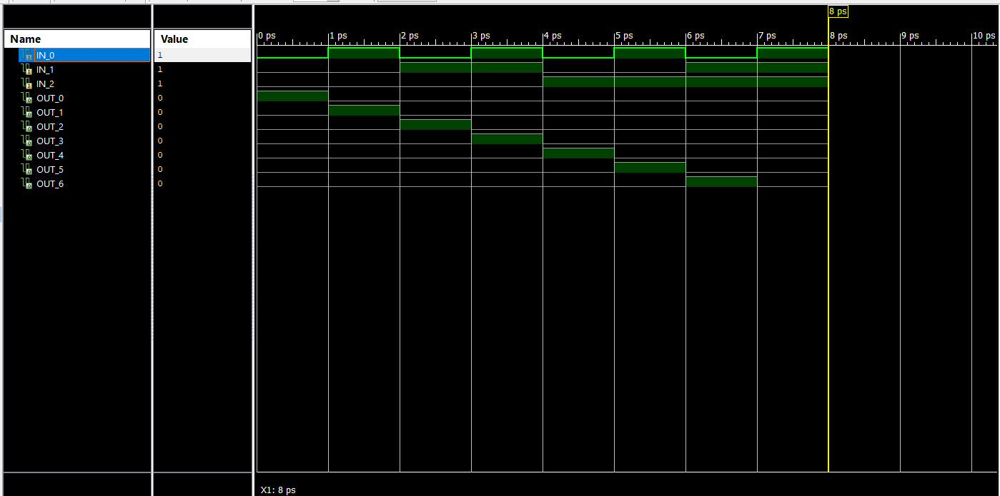 8 ps
Name Value 0 ps 1 ps 2 ps 3 ps 4 ps 5 ps 6 ps 7 ps 8 ps 9 ps 10 ps
IN_0 1
IN_1 1
IN_2 1
OUT_0 0
OUT_1 0
OUT_2 0
OUT_3 0
OUT_4 0
OUT_5 0
OUT_6 0
X1: 8 ps